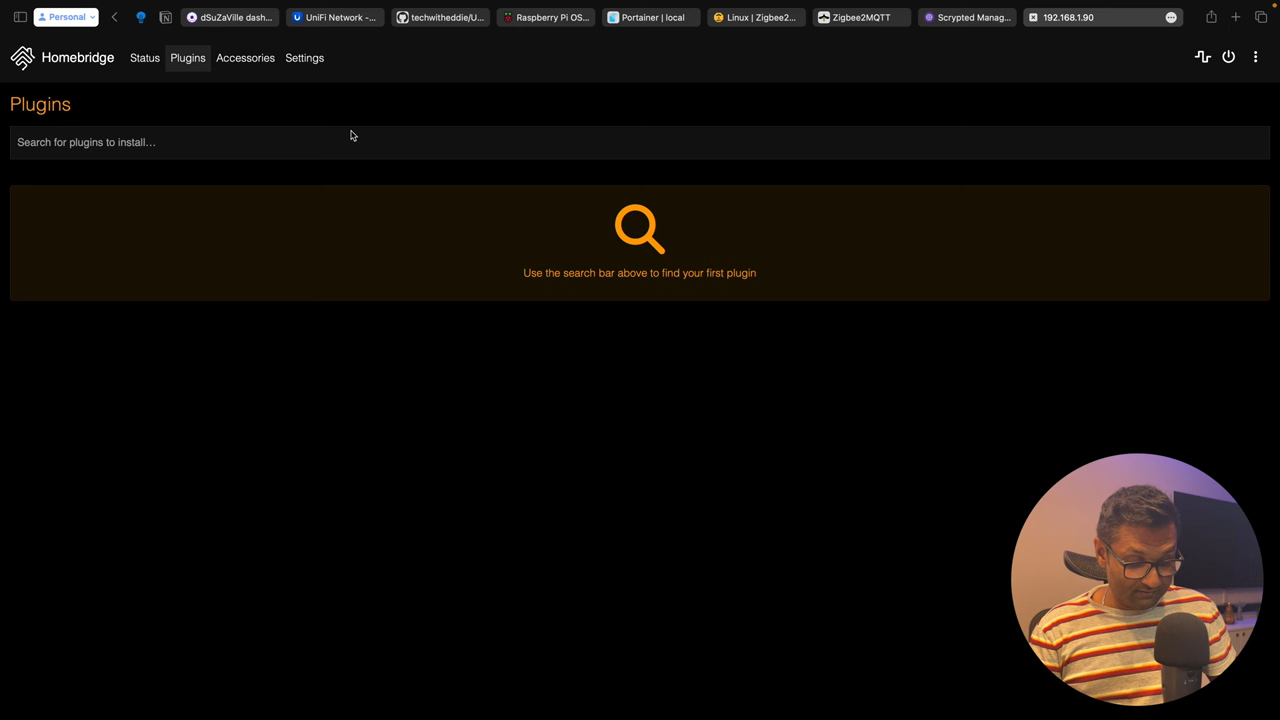 Personal
dSuZaVille dash...
UniFi Network -...
techwitheddie/U...
Raspberry Pi OS...
Portainer | local
Linux | Zigbee2...
Zigbee2MQTT
Scrypted Manag...
192.168.1.90
Homebridge
Status
Plugins
Accessories
Settings
Plugins
Search for plugins to install...
Use the search bar above to find your first plugin